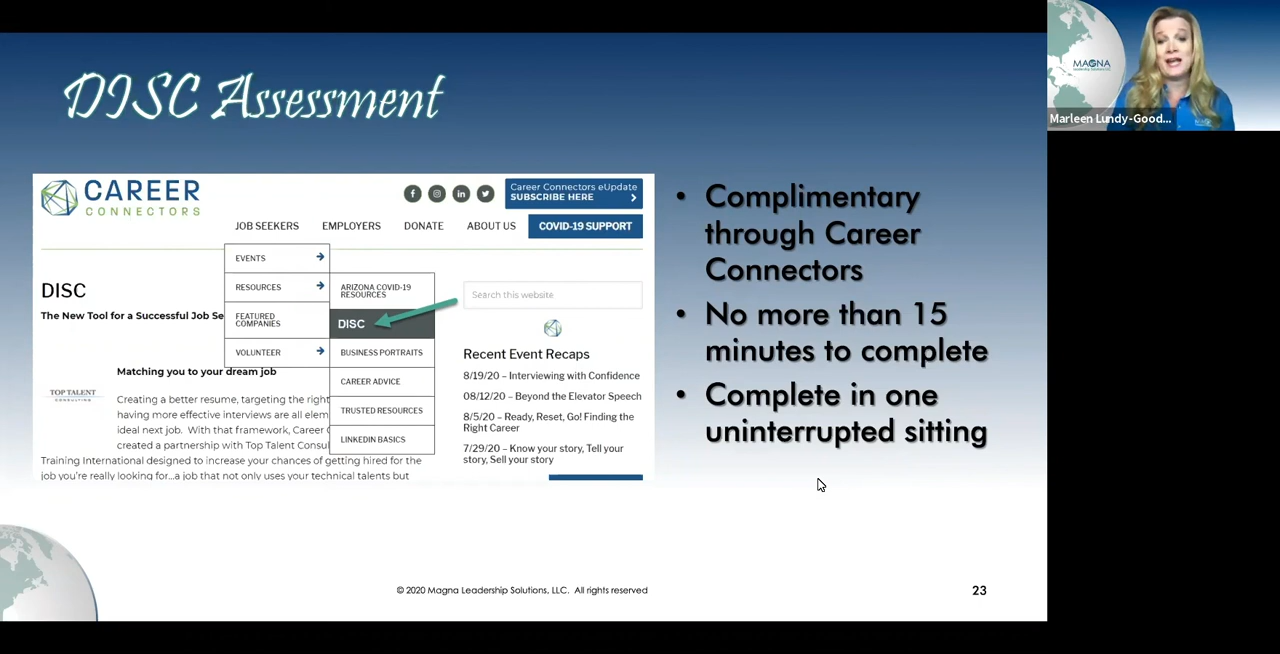 DISC Assessment
MAGNA
Marleen Lundy-Good...
CAREER
CONNECTORS
Career Connectors eUpdate
SUBSCRIBE HERE
JOB SEEKERS EMPLOYERS DONATE ABOUT US COVID-19 SUPPORT
EVENTS
RESOURCES
FEATURED
COMPANIES
VOLUNTEER
ARIZONA COVID-19
RESOURCES
DISC
BUSINESS PORTRAITS
CAREER ADVICE
TRUSTED RESOURCES
LINKEDIN BASICS
DISC
The New Tool for a Successful Job Se
Matching you to your dream job
TOP TALENT
CONSULTING
Creating a better resume, targeting the right
having more effective interviews are all elem
ideal next job. With that framework, Career
created a partnership with Top Talent Consul
Training International designed to increase your chances of getting hired for the
job you're really looking for...a job that not only uses your technical talents but
Search this website
Recent Event Recaps
8/19/20 – Interviewing with Confidence
08/12/20 – Beyond the Elevator Speech
8/5/20 – Ready, Reset, Go! Finding the
Right Career
7/29/20 – Know your story, Tell your
story, Sell your story
• Complimentary
through Career
Connectors
• No more than 15
minutes to complete
• Complete in one
uninterrupted sitting
© 2020 Magna Leadership Solutions, LLC. All rights reserved
23